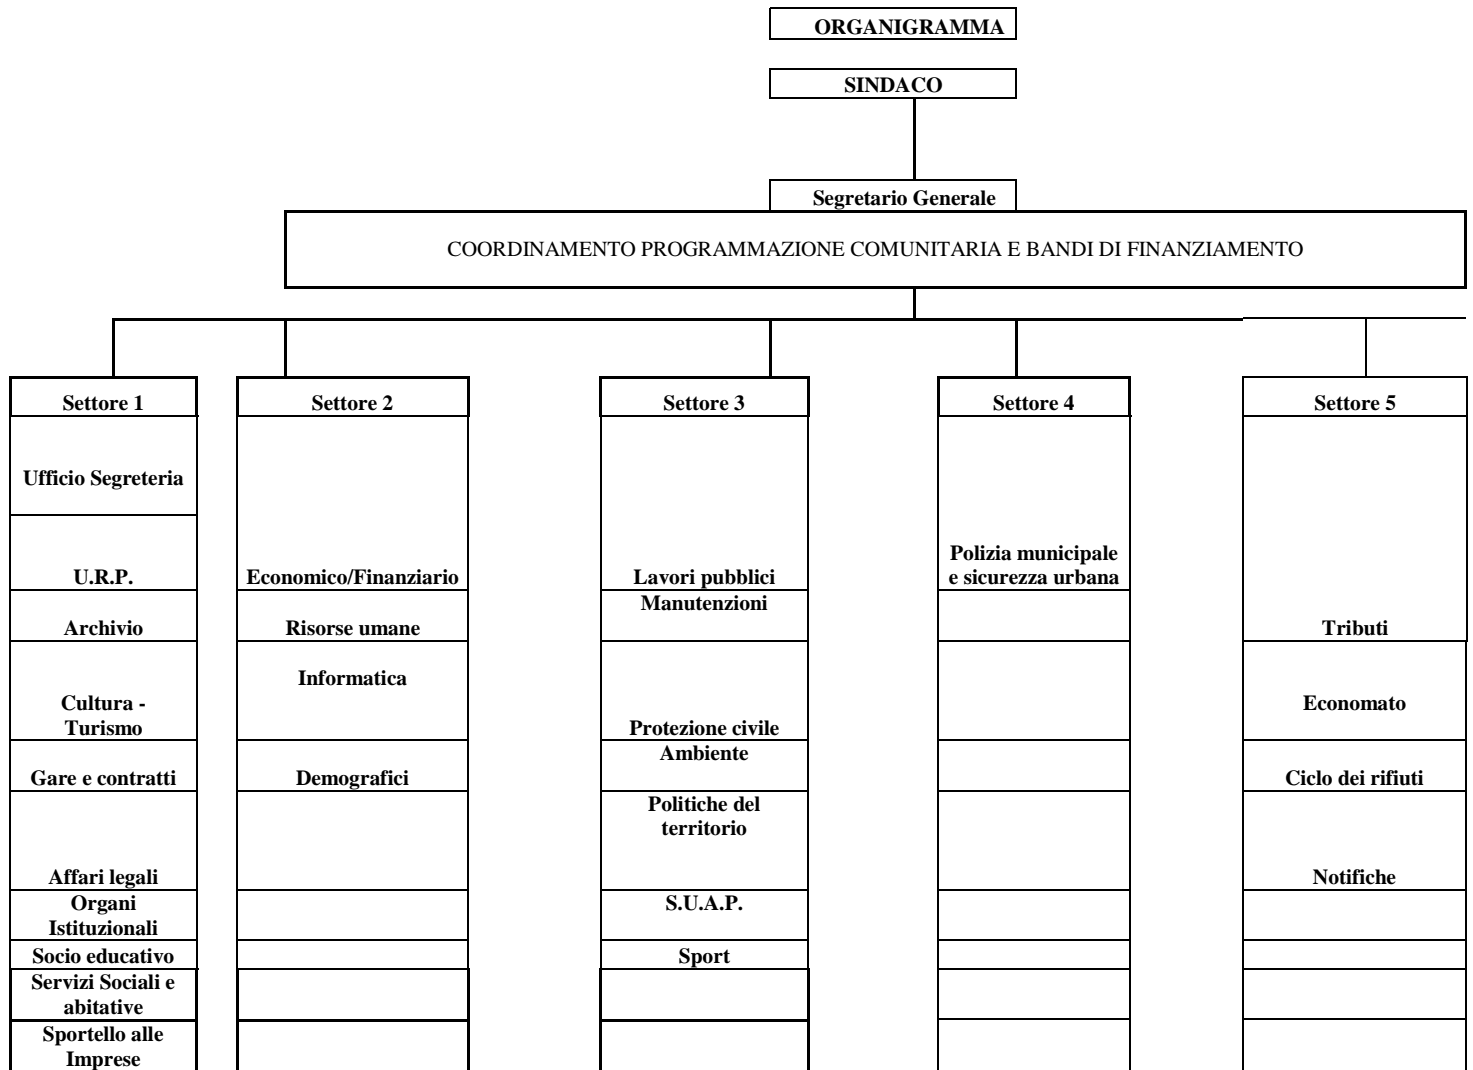 ORGANIGRAMMA
SINDACO
Segretario Generale
COORDINAMENTO PROGRAMMAZIONE COMUNITARIA E BANDI DI FINANZIAMENTO
Settore 1
Ufficio Segreteria
U.R.P.
Archivio
Cultura -
Turismo
Gare e contratti
Affari legali
Organi
Istituzionali
Socio educativo
Servizi Sociali e
abitative
Sportello alle
Imprese
Settore 2
Economico/Finanziario
Risorse umane
Informatica
Demografici
Settore 3
Lavori pubblici
Manutenzioni
Protezione civile
Ambiente
Politiche del
territorio
S.U.A.P.
Sport
Settore 4
Polizia municipale
e sicurezza urbana
Settore 5
Tributi
Economato
Ciclo dei rifiuti
Notifiche